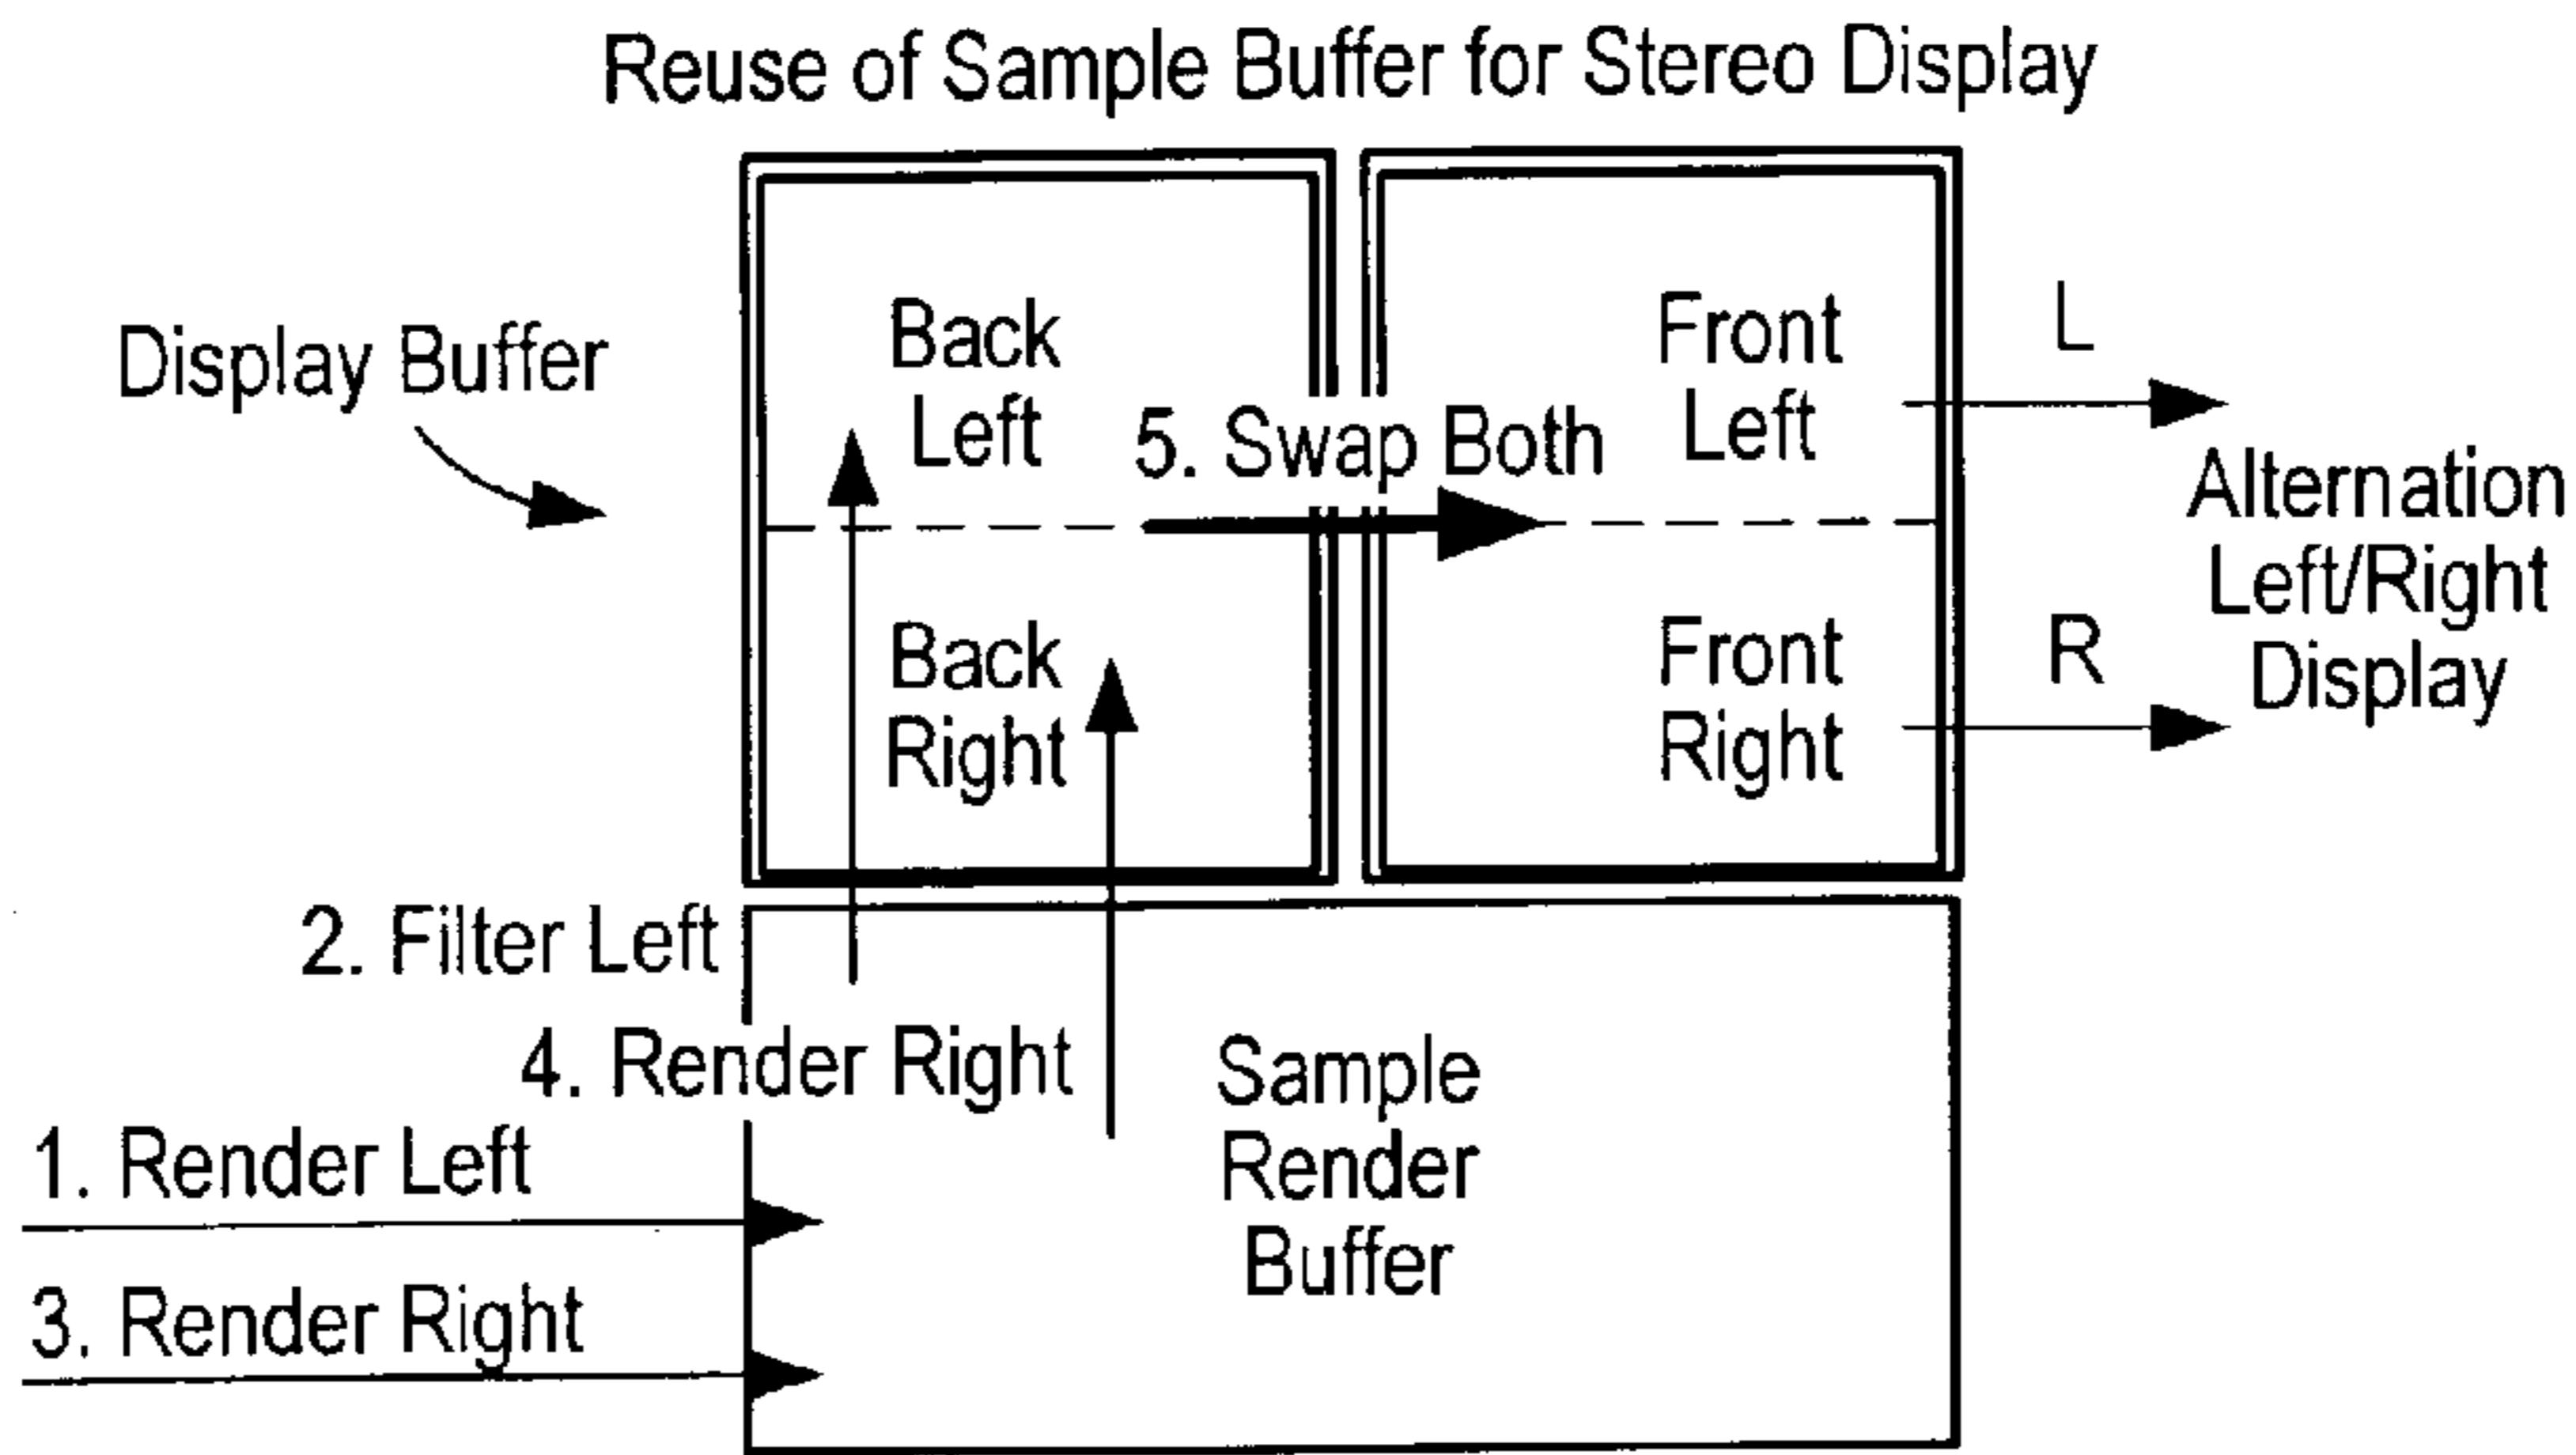 Reuse of Sample Buffer for Stereo Display
Display Buffer
Back
Left
5. Swap Both
Front
Left
L
Alternation
Left/Right
Display
Back
Right
Front
Right
R
2. Filter Left
4. Render Right
Sample
Render
Buffer
1. Render Left
3. Render Right